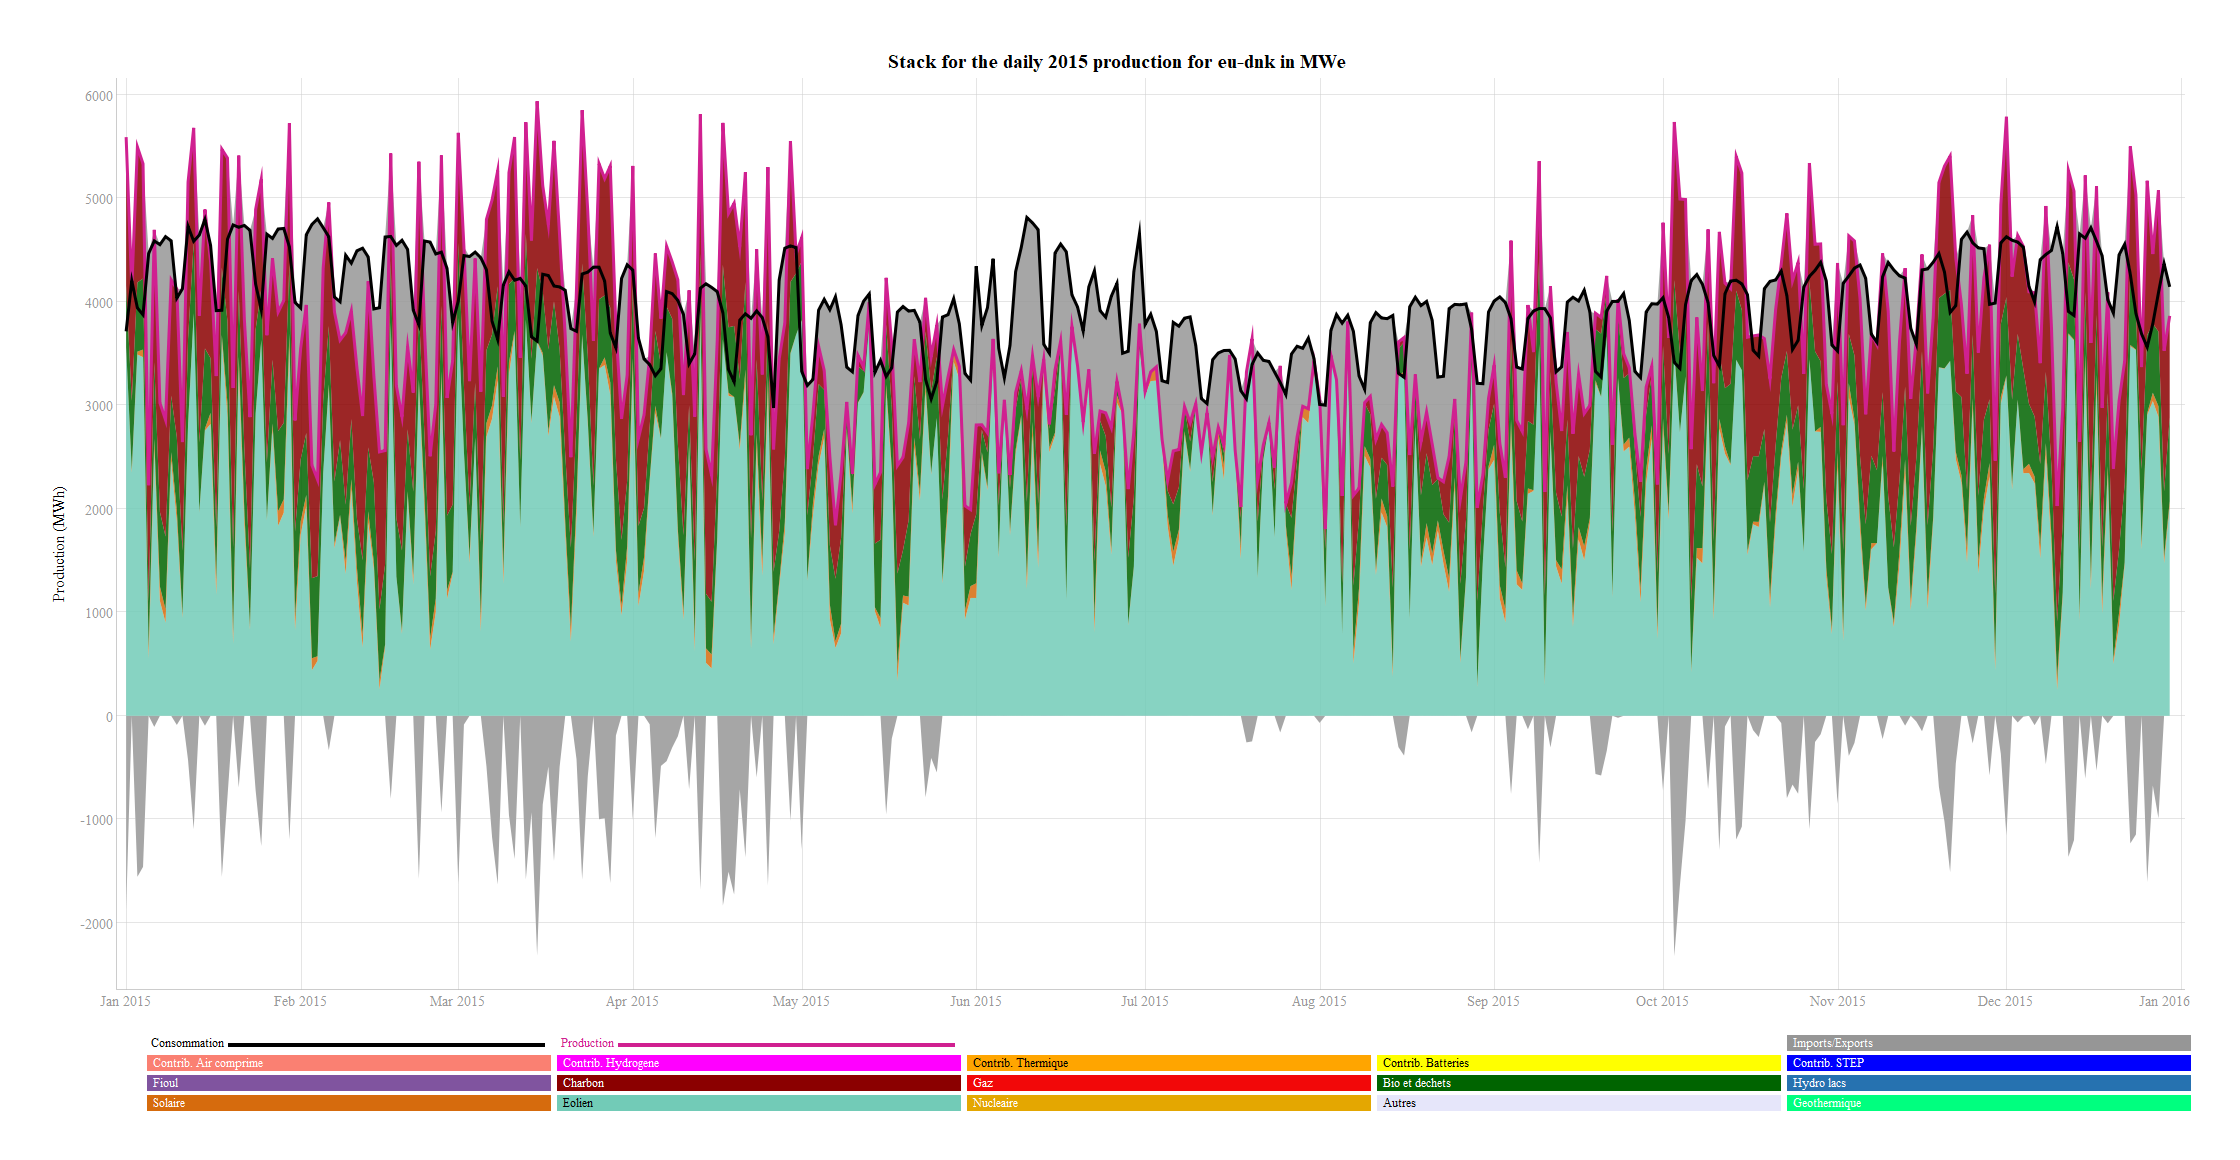 Stack for the daily 2015 production for eu-dnk in MWe
6000
5000
4000
3000
2000
1000
0
-1000
-2000
Production (MWh)
Jan 2015 Feb 2015 Mar 2015 Apr 2015 May 2015 Jun 2015 Jul 2015 Aug 2015 Sep 2015 Oct 2015 Nov 2015 Dec 2015 Jan 2016
Consommation Production Imports/Exports
Contrib. Air comprime Contrib. Hydrogene Contrib. Thermique Contrib. Batteries Contrib. STEP
Fioul Charbon Gaz Bio et dechets Hydro lacs
Solaire Eolien Nucleaire Autres Geothermique